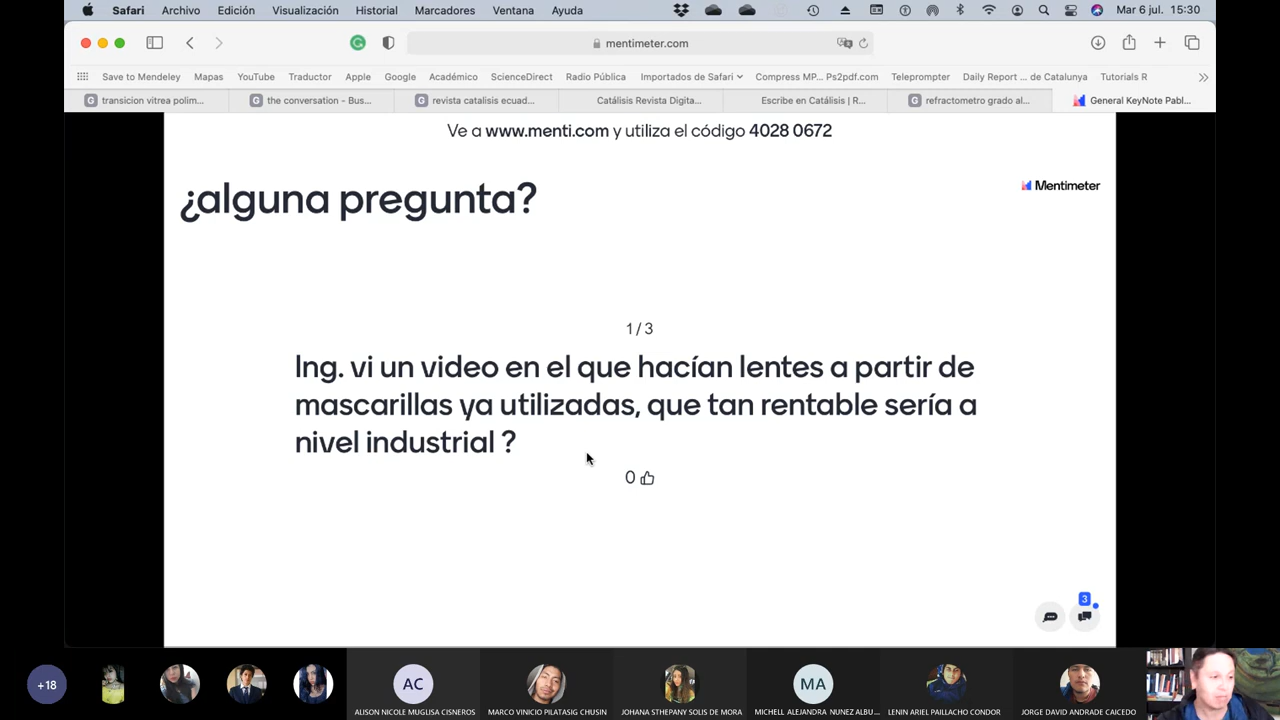 Safari Archivo Edición Visualización Historial Marcadores Ventana Ayuda Mar 6 jul. 15:30
mentimeter.com
Save to Mendeley Mapas YouTube Traductor Apple Google Académico ScienceDirect Radio Pública Importados de Safari Compress MP... Ps2pdf.com Teleprompter Daily Report ... de Catalunya Tutorials R
transicion vitrea polim... the conversation - Bus... revista catalisis ecuad... Catálisis Revista Digita... Escribe en Catálisis | R... refractometro grado al... General KeyNote Pabl...
Ve a www.menti.com y utiliza el código 4028 0672
¿alguna pregunta?
Mentimeter
1 / 3
Ing. vi un video en el que hacían lentes a partir de
mascarillas ya utilizadas, que tan rentable sería a
nivel industrial ?
0
3
+18
AC
MA
ALISON NICOLE MUGLISA CISNEROS MARCO VINICIO PILATASIG CHUSIN JOHANA STHEPANY SOLIS DE MORA MICHELL ALEJANDRA NUNEZ ALBU... LENIN ARIEL PAILLACHO CONDOR JORGE DAVID ANDRADE CAICEDO